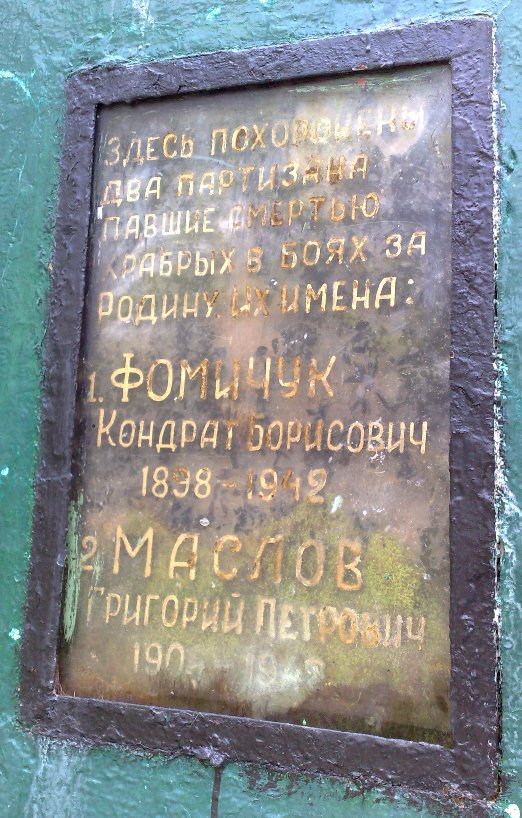 ЗДЕСЬ ПОХОРОНЕНЫ
ДВА ПАРТИЗАНА
ПАВШИЕ СМЕРТЬЮ
ХРАБРЫХ В БОЯХ ЗА
РОДИНУ. ИХ ИМЕНА:
1. ФОМИЧУК
КОНДРАТ БОРИСОВИЧ
1898 - 1942
2 МАСЛОВ
ГРИГОРИЙ ПЕТРОВИЧ